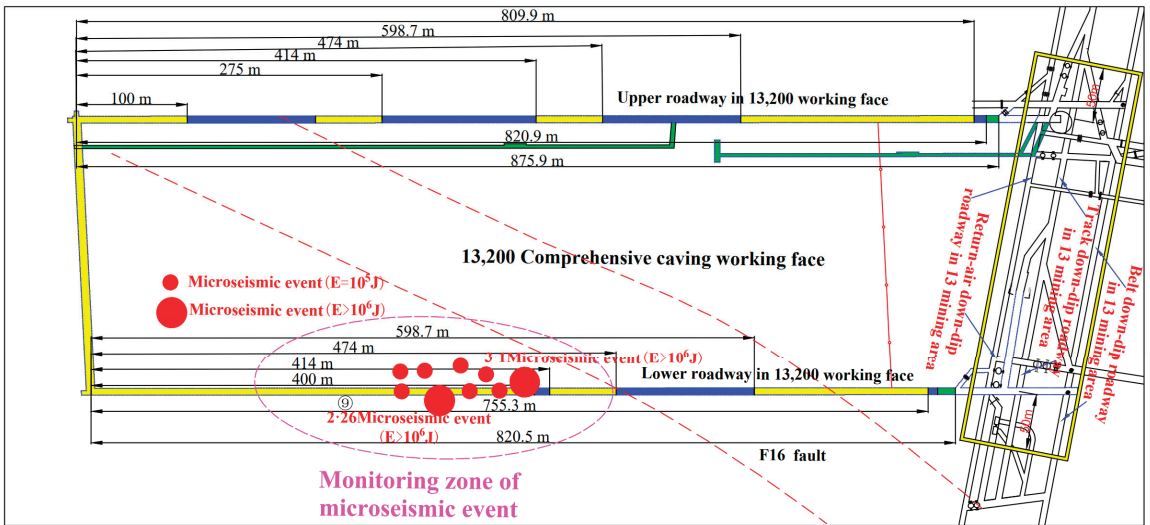 809.9 m
598.7 m
474 m
414 m
275 m
100 m
Upper roadway in 13,200 working face
50m
820.9 m
875.9 m
Return-air down-dip
roadway in 13 mining area
Track down-dip roadway
in 13 mining area
Belt down-dip roadway
in 13 mining area
13,200 Comprehensive caving working face
Microseismic event (E=10⁵J)
Microseismic event (E>10⁶J)
598.7 m
474 m
3·1Microseismic event (E>10⁶J)
414 m
Lower roadway in 13,200 working face
400 m
⑨
755.3 m
2·26Microseismic event
(E>10⁶J)
50m
820.5 m
F16 fault
Monitoring zone of
microseismic event